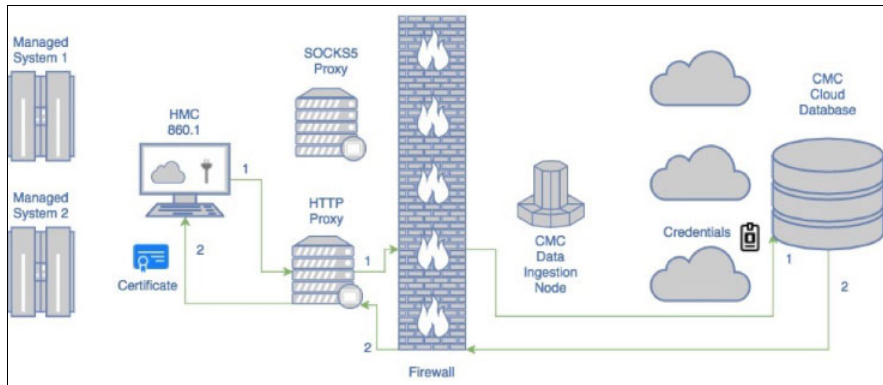 Managed
System 1
SOCKS5
Proxy
CMC
Cloud
Database
HMC
860.1
1
Managed
System 2
HTTP
Proxy
1
2
Certificate
CMC
Data
Ingestion
Node
Credentials
1
2
2
Firewall